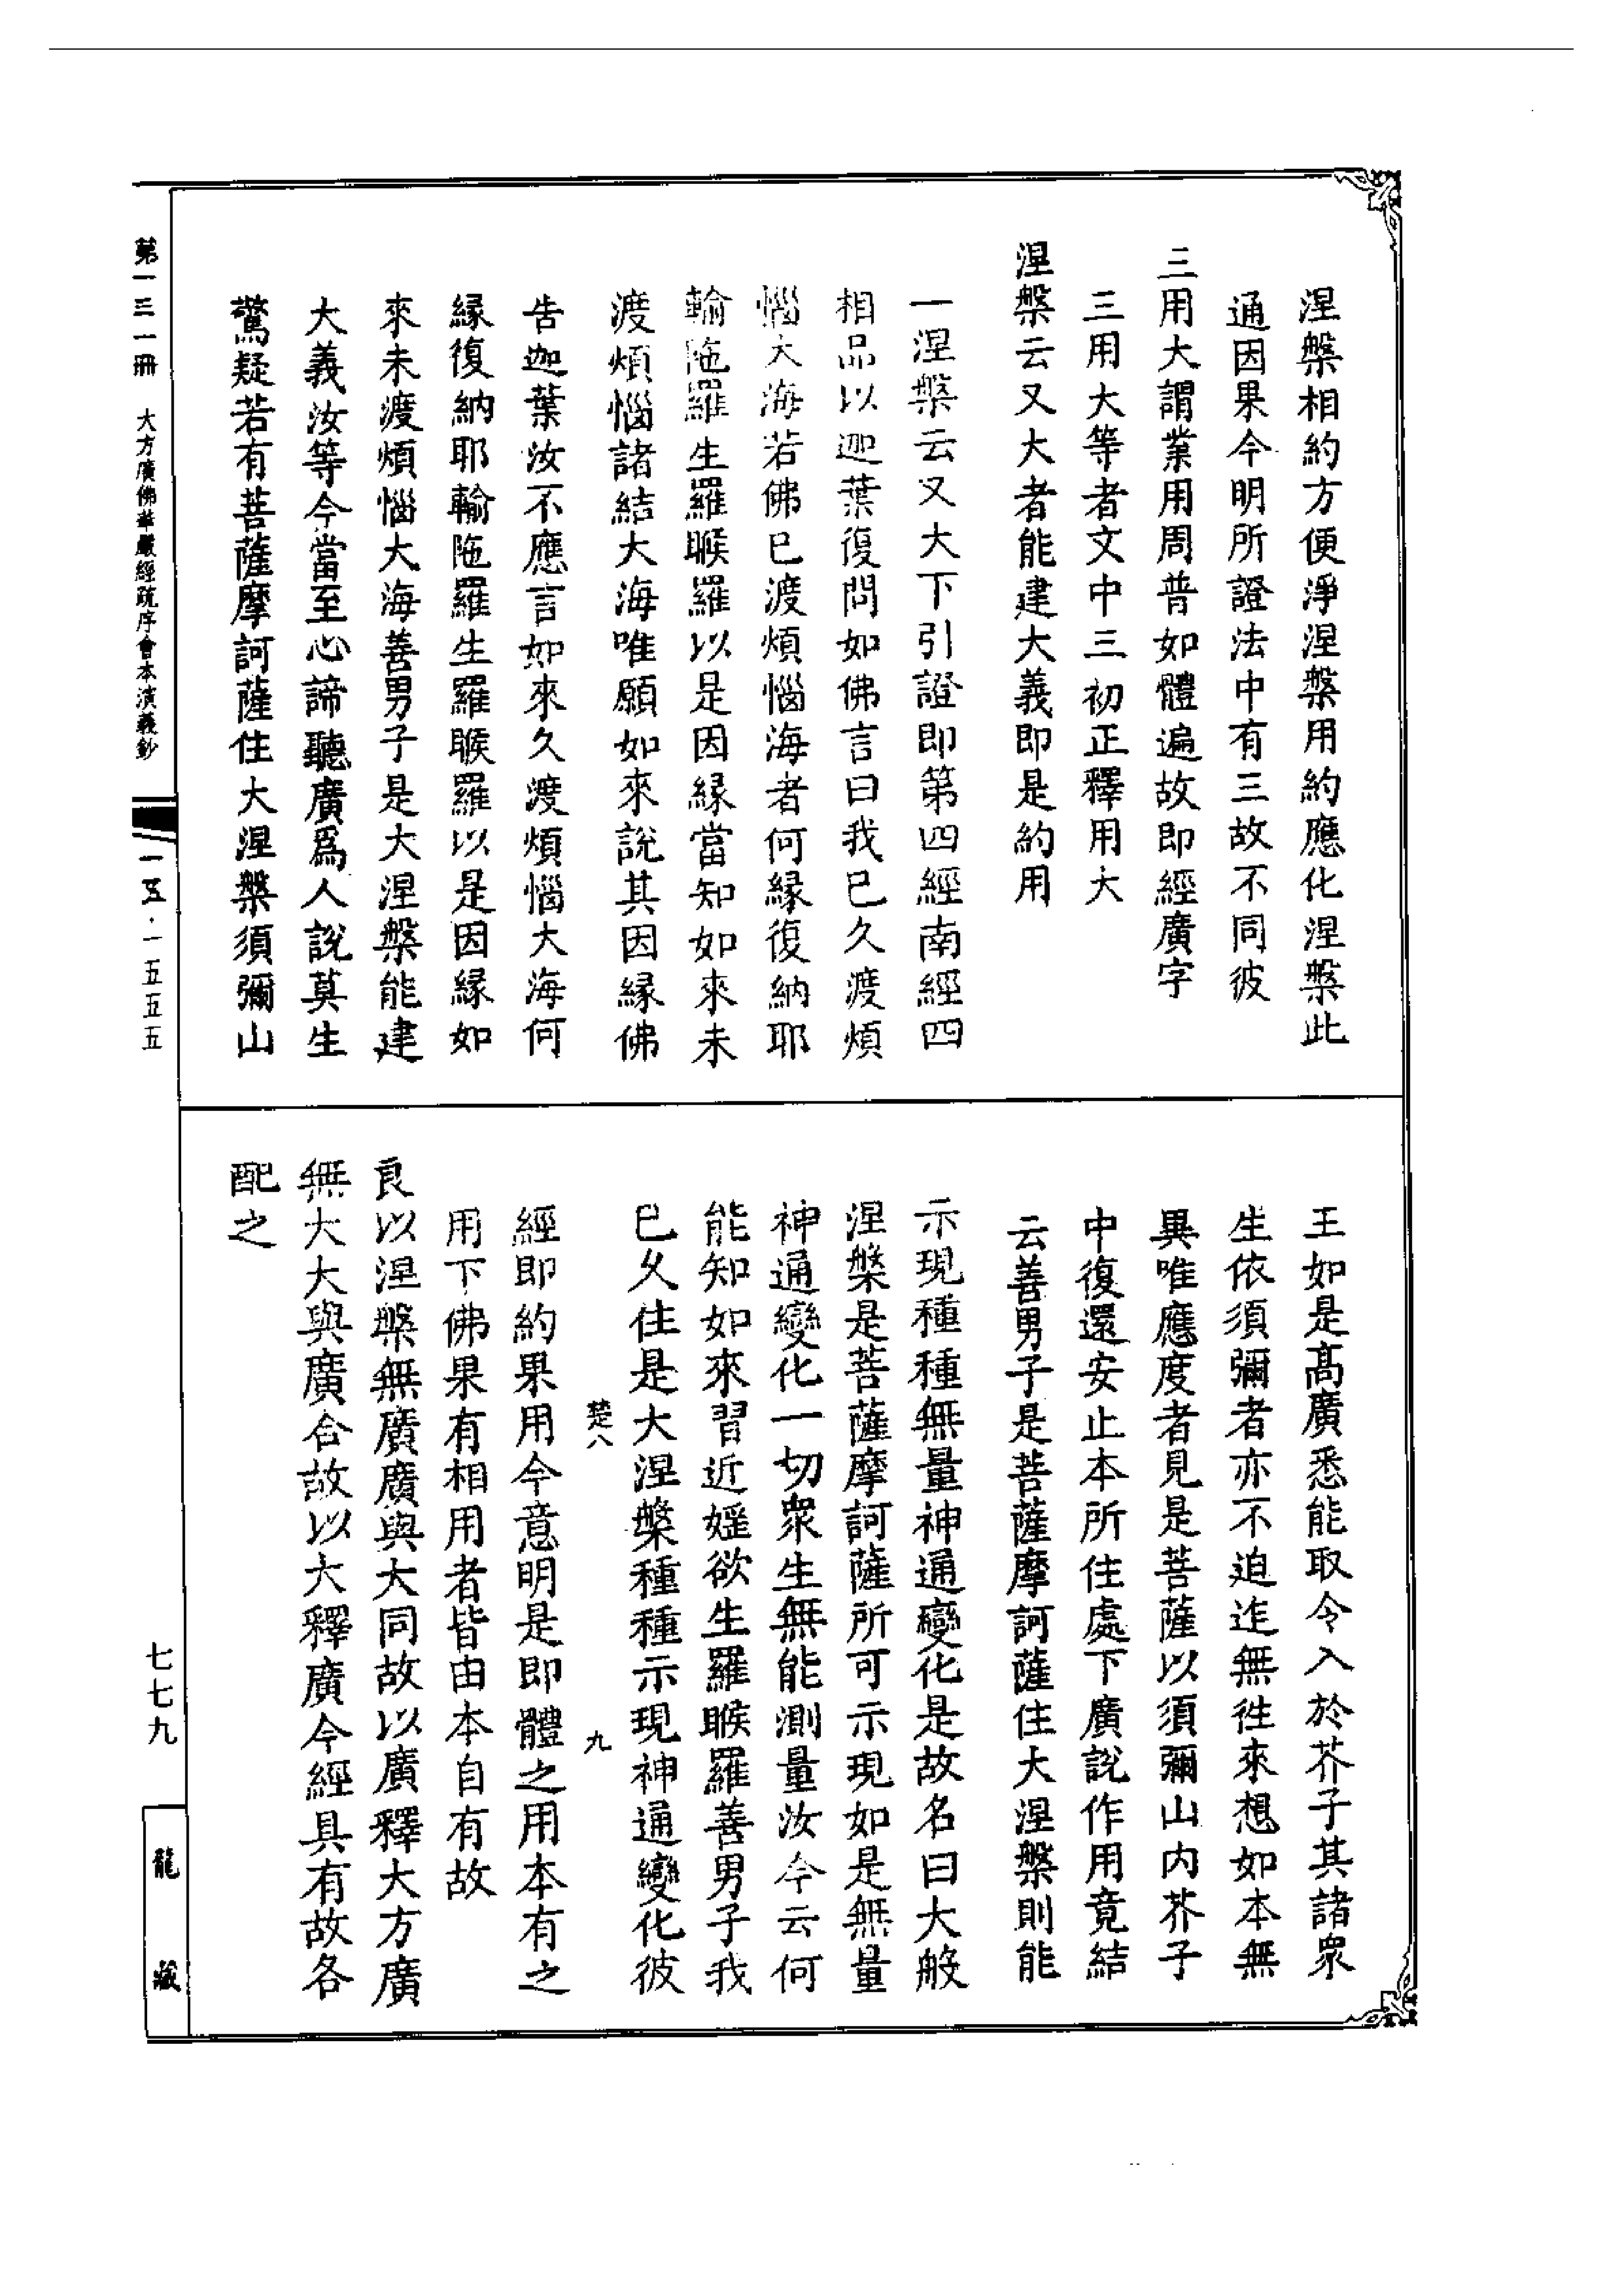 涅槃相約方便淨涅槃用約應化涅槃此
通因果今明所證法中有三故不同彼
三用大謂業用周普如體遍故即經廣字
三用大等者文中三初正釋用大
涅槃云又大者能建大義即是約用
一涅槃云又大下引證即第四經南經四
相品以迦葉復問如佛言曰我已久渡煩
惱大海若佛已渡煩惱海者何緣復納耶
輸陁羅生羅睺羅以是因緣當知如來未
渡煩惱諸結大海唯願如來說其因緣佛
告迦葉汝不應言如來久渡煩惱大海何
緣復納耶輸陁羅生羅睺羅以是因緣如
來未渡煩惱大海善男子是大涅槃能建
大義汝等今當至心諦聽廣爲人說莫生
驚疑若有菩薩摩訶薩住大涅槃須彌山
王如是高廣悉能取令入於芥子其諸衆
生依須彌者亦不迫迮無徃來想如本無
異唯應度者見是菩薩以須彌山內芥子
中復還安止本所住處下廣說作用竟結
云善男子是菩薩摩訶薩住大涅槃則能
示現種種無量神通變化是故名曰大般
涅槃是菩薩摩訶薩所可示現如是無量
神通變化一切衆生無能測量汝今云何
能知如來習近婬欲生羅睺羅善男子我
已久住是大涅槃種種示現神通變化彼
楚八 九
經即約果用今意明是即體之用本有之
用下佛果有相用者皆由本自有故
良以涅槃無廣廣與大同故以廣釋大方廣
無大大與廣合故以大釋廣今經具有故各
配之
第一三一冊 大方廣佛華嚴經疏序會本演義鈔
一五·一五五五
七七九
龍藏